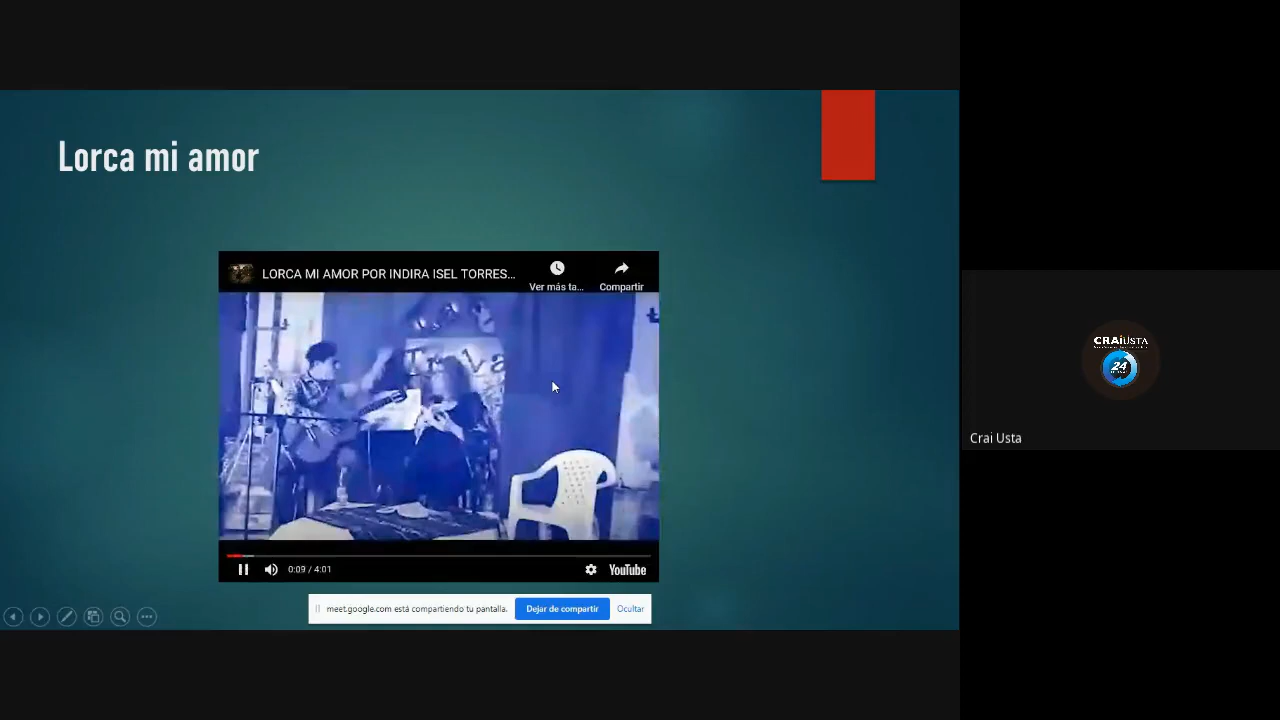 Lorca mi amor
LORCA MI AMOR POR INDIRA ISEL TORRES...
Ver más ta...
Compartir
0:09 / 4:01
YouTube
meet.google.com está compartiendo tu pantalla.
Dejar de compartir
Ocultar
CRAIUSTA
24
Crai Usta